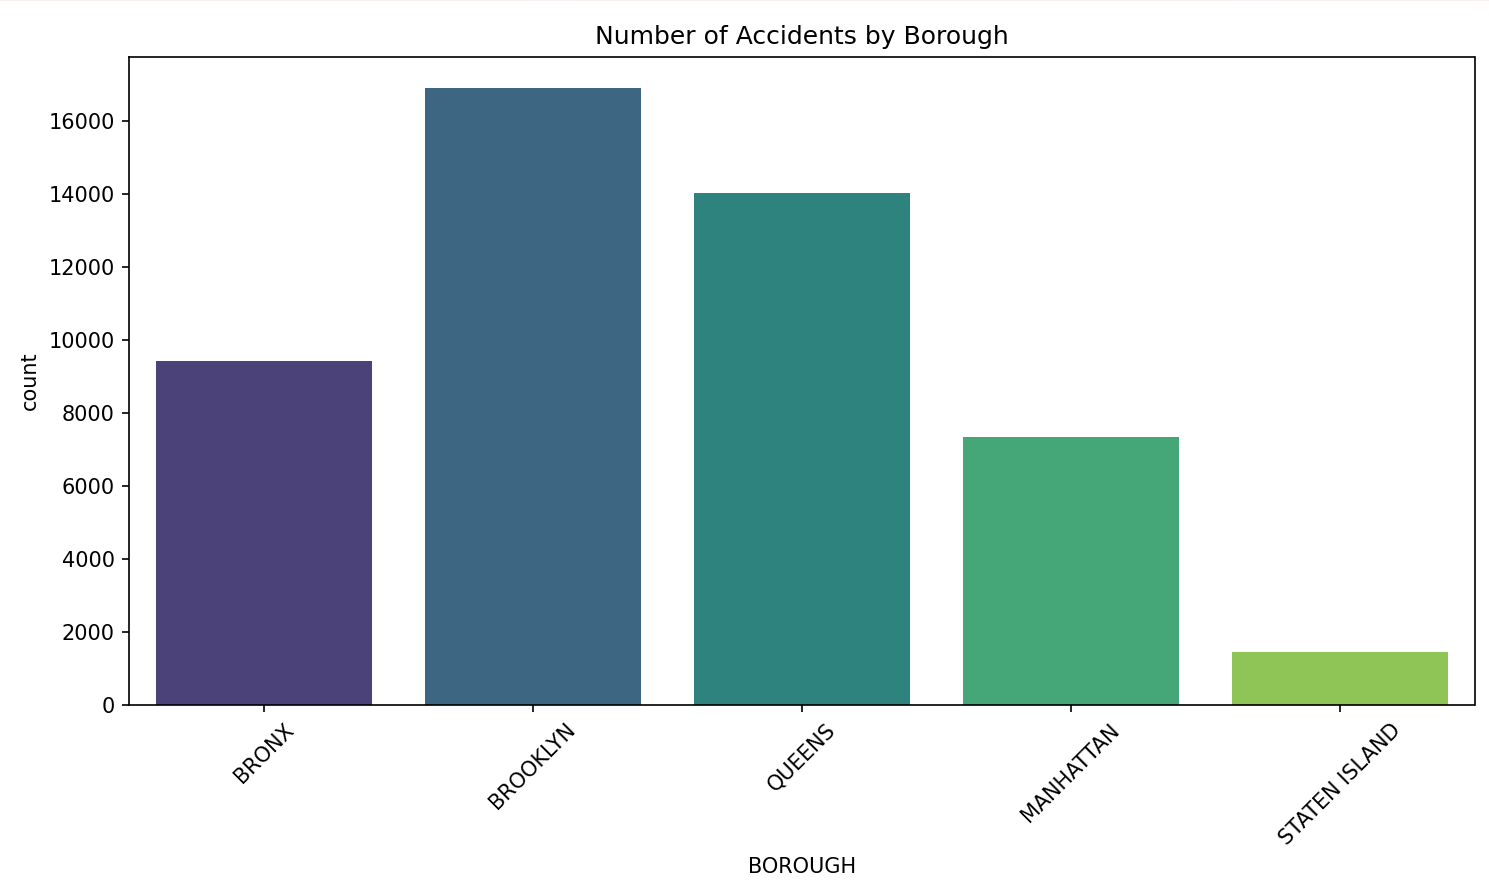 Number of Accidents by Borough
16000
14000
12000
10000
8000
6000
4000
2000
0
count
BRONX
BROOKLYN
QUEENS
MANHATTAN
STATEN ISLAND
BOROUGH